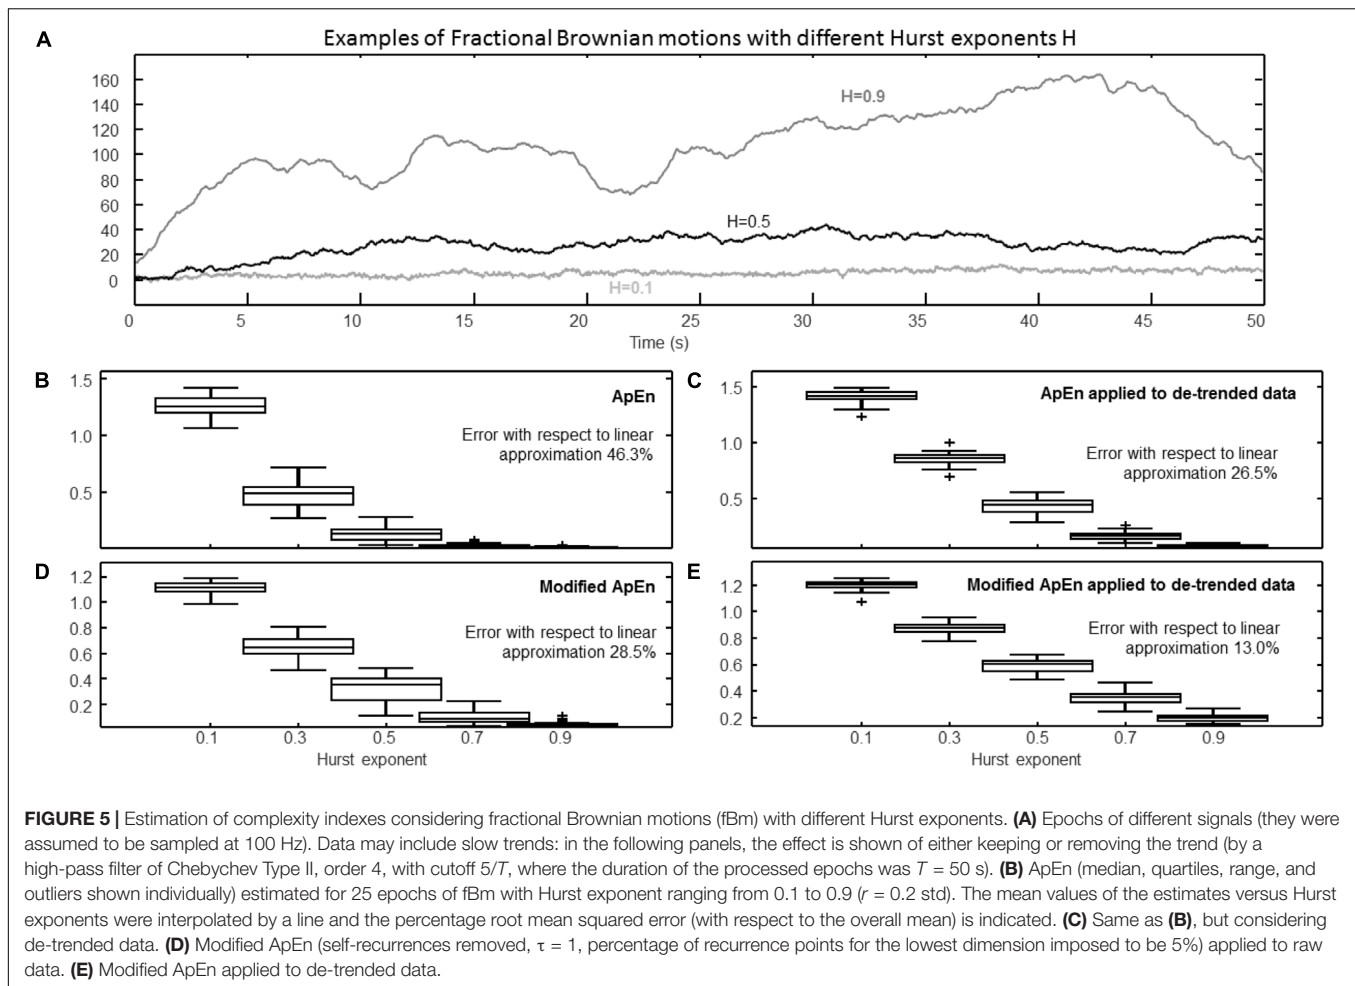 A
Examples of Fractional Brownian motions with different Hurst exponents H
160
140
120
100
80
60
40
20
0
H=0.9
H=0.5
H=0.1
0 5 10 15 20 25 30 35 40 45 50
Time (s)
B
1.5
1.0
0.5
ApEn
Error with respect to linear
approximation 46.3%
C
1.5
1.0
0.5
ApEn applied to de-trended data
Error with respect to linear
approximation 26.5%
D
1.2
1.0
0.8
0.6
0.4
0.2
Modified ApEn
Error with respect to linear
approximation 28.5%
0.1 0.3 0.5 0.7 0.9
Hurst exponent
E
1.2
1.0
0.8
0.6
0.4
0.2
Modified ApEn applied to de-trended data
Error with respect to linear
approximation 13.0%
0.1 0.3 0.5 0.7 0.9
Hurst exponent
FIGURE 5 | Estimation of complexity indexes considering fractional Brownian motions (fBm) with different Hurst exponents. (A) Epochs of different signals (they were
assumed to be sampled at 100 Hz). Data may include slow trends: in the following panels, the effect is shown of either keeping or removing the trend (by a
high-pass filter of Chebychev Type II, order 4, with cutoff 5/T, where the duration of the processed epochs was T = 50 s). (B) ApEn (median, quartiles, range, and
outliers shown individually) estimated for 25 epochs of fBm with Hurst exponent ranging from 0.1 to 0.9 (r = 0.2 std). The mean values of the estimates versus Hurst
exponents were interpolated by a line and the percentage root mean squared error (with respect to the overall mean) is indicated. (C) Same as (B), but considering
de-trended data. (D) Modified ApEn (self-recurrences removed, τ = 1, percentage of recurrence points for the lowest dimension imposed to be 5%) applied to raw
data. (E) Modified ApEn applied to de-trended data.